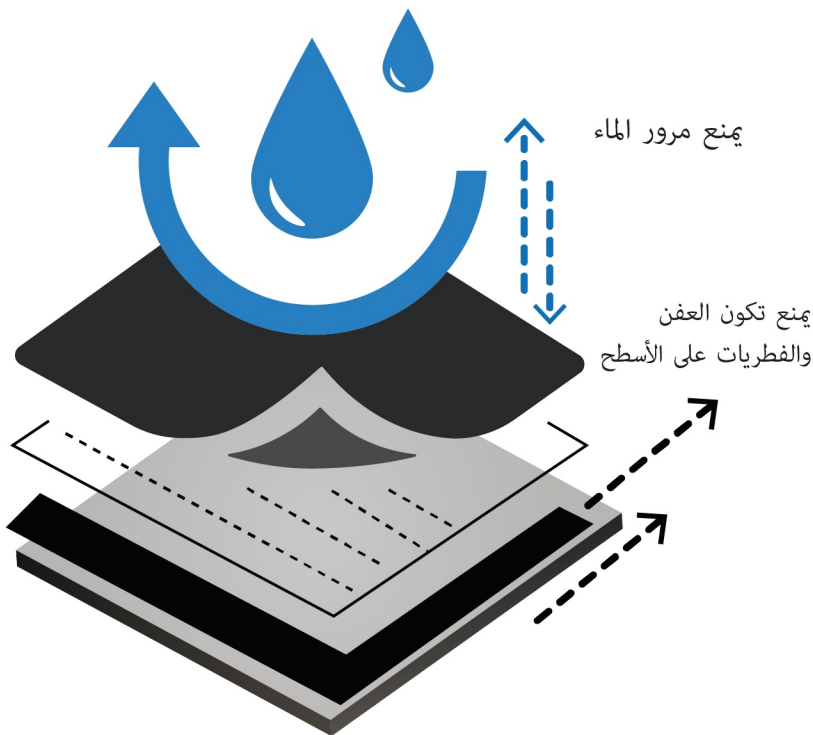 يمنع مرور الماء
يمنع تكون العفن
والفطريات على الأسطح